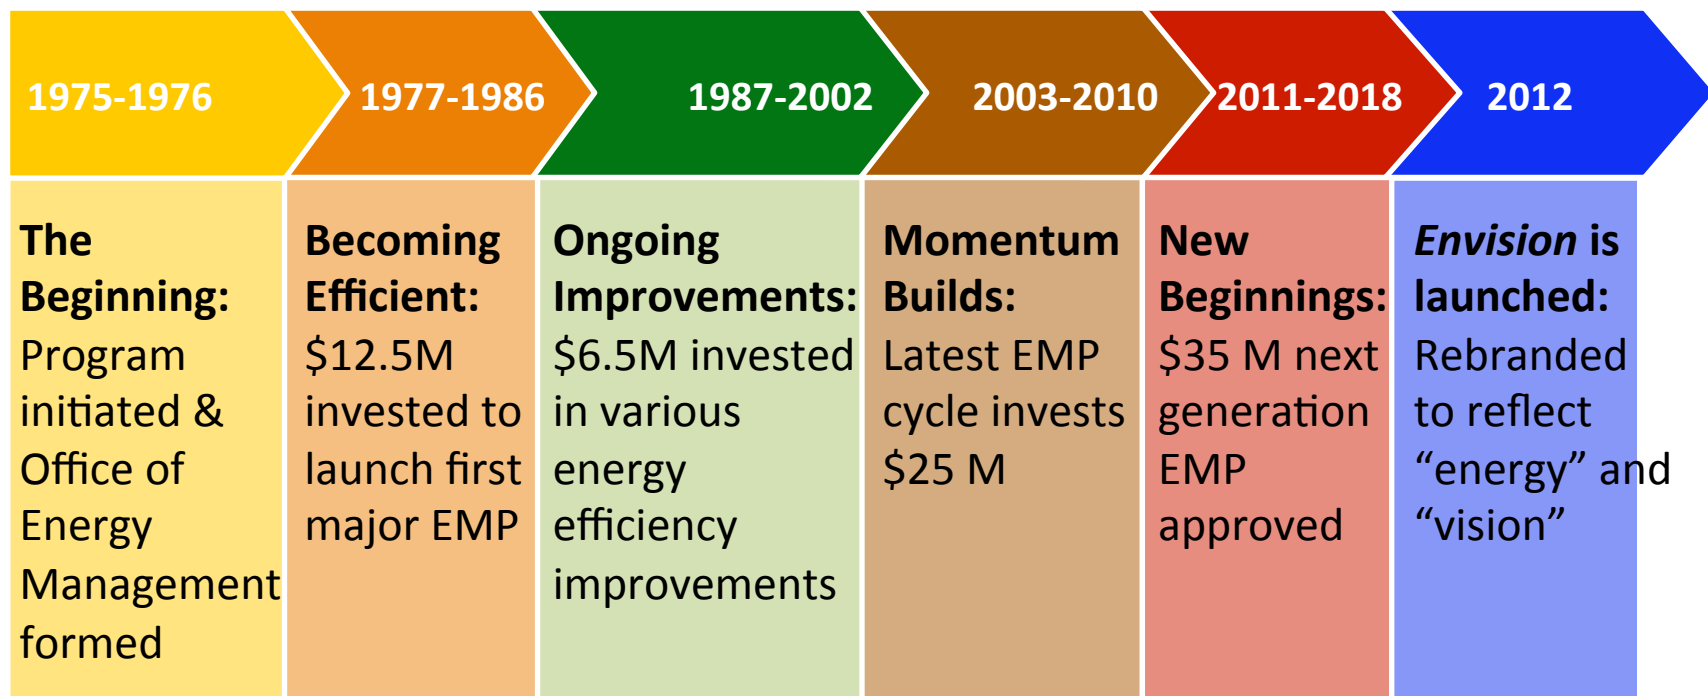 1975-1976
1977-1986
1987-2002
2003-2010
2011-2018
2012
The
Beginning:
Program
initiated &
Office of
Energy
Management
formed
Becoming
Efficient:
$12.5M
invested to
launch first
major EMP
Ongoing
Improvements:
$6.5M invested
in various
energy
efficiency
improvements
Momentum
Builds:
Latest EMP
cycle invests
$25 M
New
Beginnings:
$35 M next
generation
EMP
approved
Envision is
launched:
Rebranded
to reflect
“energy” and
“vision”